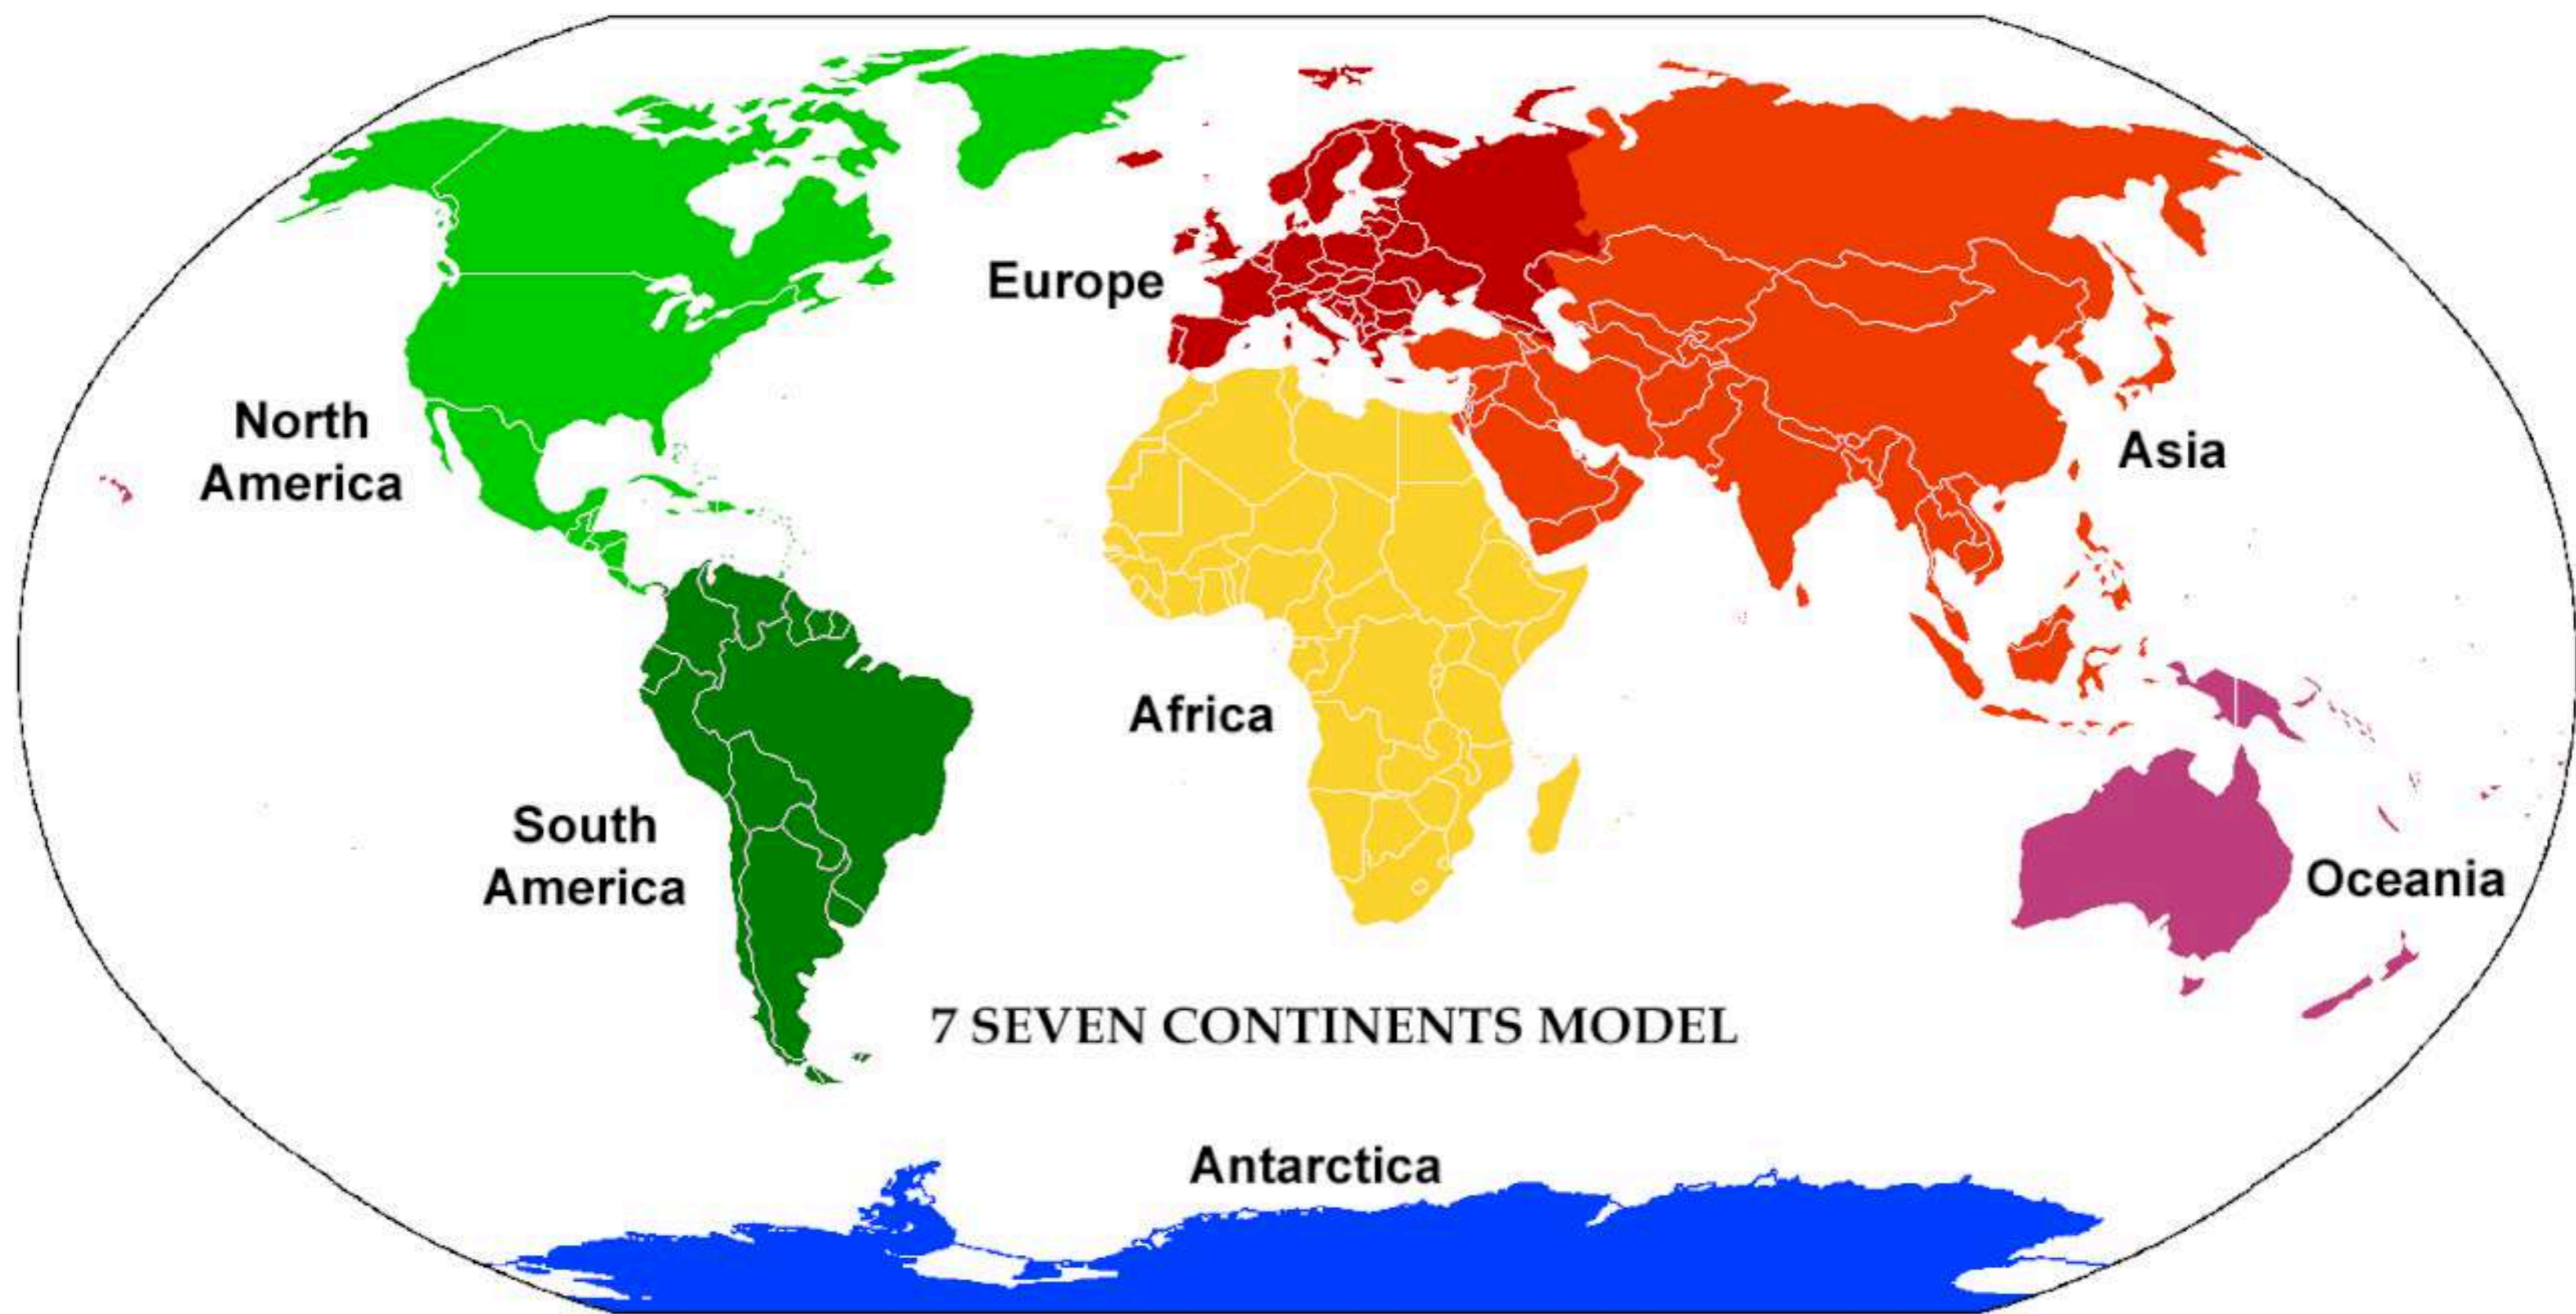 Europe
North
America
Asia
Africa
South
America
Oceania
7 SEVEN CONTINENTS MODEL
Antarctica